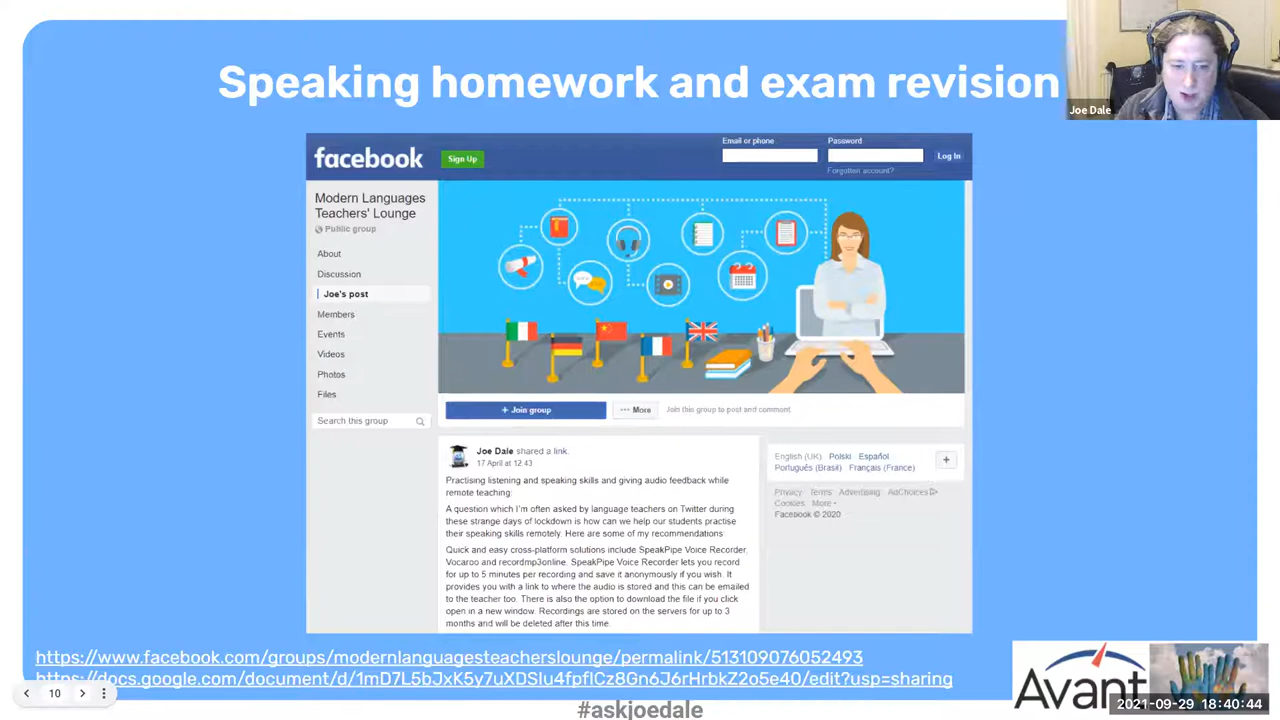 Speaking homework and exam revision
Joe Dale
facebook
Sign Up
Email or phone
Password
Log In
Forgotten account?
Modern Languages
Teachers' Lounge
Public group
About
Discussion
Joe's post
Members
Events
Videos
Photos
Files
Search this group
+ Join group
··· More
Join this group to post and comment
Joe Dale shared a link.
17 April at 12:43
Practising listening and speaking skills and giving audio feedback while
remote teaching:
A question which I'm often asked by language teachers on Twitter during
these strange days of lockdown is how can we help our students practise
their speaking skills remotely. Here are some of my recommendations
Quick and easy cross-platform solutions include SpeakPipe Voice Recorder,
Vocaroo and recordmp3online. SpeakPipe Voice Recorder lets you record
for up to 5 minutes per recording and save it anonymously if you wish. It
provides you with a link to where the audio is stored and this can be emailed
to the teacher too. There is also the option to download the file if you click
open in a new window. Recordings are stored on the servers for up to 3
months and will be deleted after this time.
English (UK) Polski Español
Português (Brasil) Français (France)
+
Privacy Terms Advertising AdChoices
Cookies More
Facebook © 2020
https://www.facebook.com/groups/modernlanguagesteacherslounge/permalink/513109076052493
https://docs.google.com/document/d/1mD7L5bJxK5y7uXDSIu4fpfICz8Gn6J6rHrbkZ2o5e40/edit?usp=sharing
10
#askjoedale
Avant
2021-09-29 18:40:44